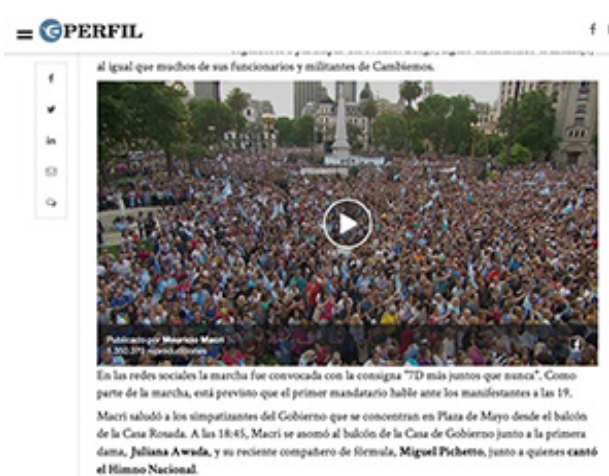 PERFIL
al igual que muchos de sus funcionarios y militantes de Cambiemos.
Publicado por Mauricio Macri
reproducciones
En las redes sociales la marcha fue convocada con la consigna "7D más juntos que nunca". Como
parte de la marcha, está previsto que el primer mandatario hable ante los manifestantes a las 19.
Macri saludó a los simpatizantes del Gobierno que se concentran en Plaza de Mayo desde el balcón
de la Casa Rosada. A las 18:45, Macri se asomó al balcón de la Casa de Gobierno junto a la primera
dama, Juliana Awada, y su reciente compañero de fórmula, Miguel Pichetto, junto a quienes cantó
el Himno Nacional.